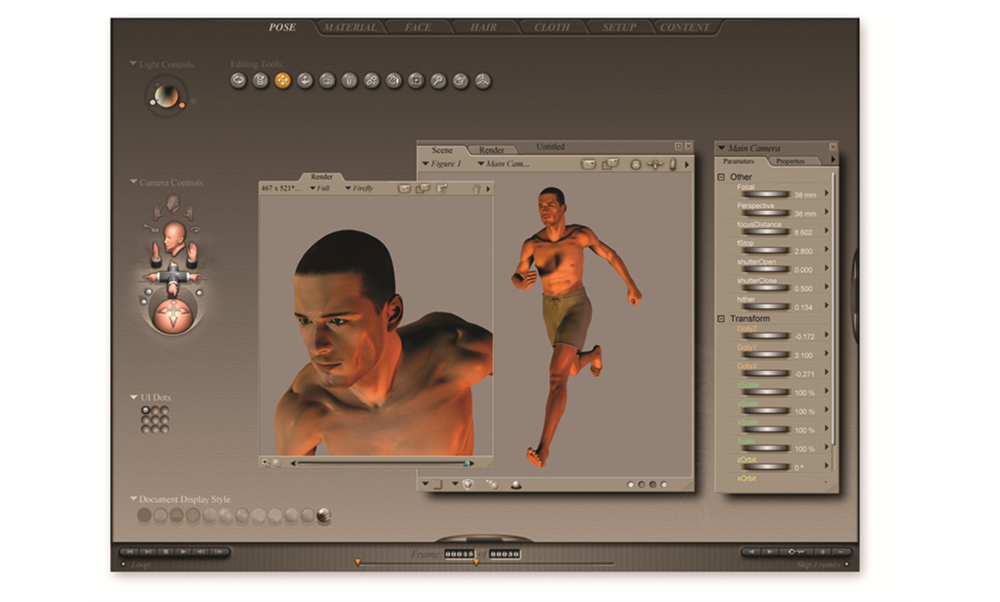 POSE MATERIAL FACE HAIR CLOTH SETUP CONTENT
Light Controls.
Editing Tools.
Camera Controls.
UI Dots.
Document Display Style.
Render
467 x 521*... Full Firefly
Scene Render Untitled
Figure 1 Main Cam...
Main Camera
Parameters Properties
Other
Focal
38 mm
Perspective
38 mm
focusDistance
8.602
fStop
2.800
shutterOpen
0.000
shutterClose
0.500
hither
0.134
Transform
DollyZ
-0.172
DollyY
3.100
DollyX
-0.271
zScale
100 %
yScale
100 %
xScale
100 %
Scale
100 %
zOrbit
0 °
xOrbit
Frame: 00015 of 00030
Loop
Skip Frames